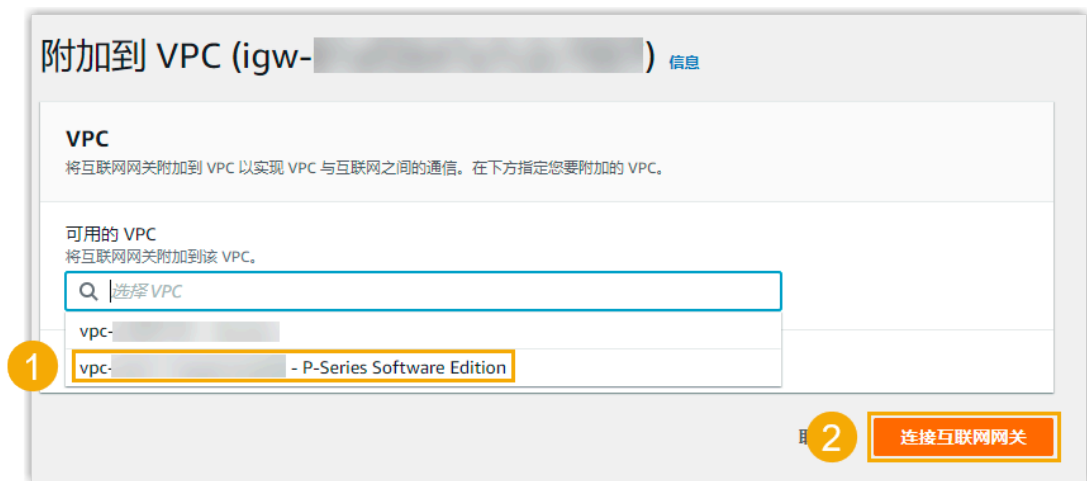 附加到 VPC (igw-) 信息
VPC
将互联网网关附加到 VPC 以实现 VPC 与互联网之间的通信。在下方指定您要附加的 VPC。
可用的 VPC
将互联网网关附加到该 VPC。
选择 VPC
vpc-
1 vpc- - P-Series Software Edition
2 连接互联网网关